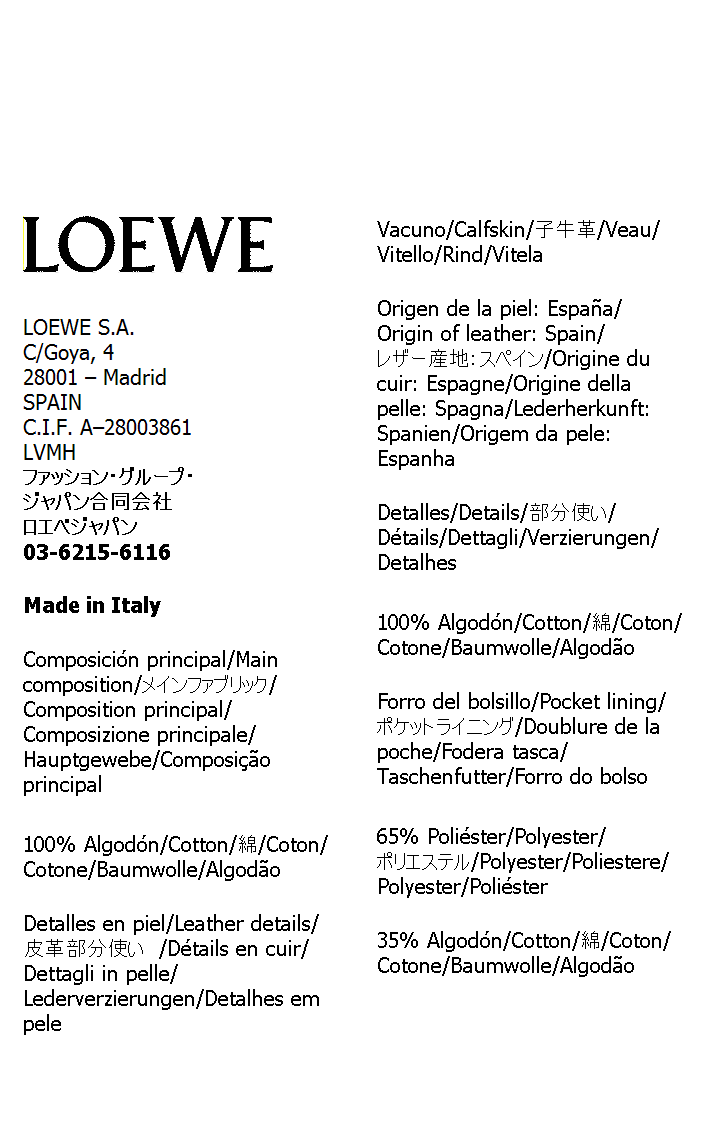 LOEWE
LOEWE S.A.
C/Goya, 4
28001 – Madrid
SPAIN
C.I.F. A–28003861
LVMH
ファッション・グループ・
ジャパン合同会社
ロエベジャパン
03-6215-6116
Made in Italy
Composición principal/Main
composition/メインファブリック/
Composition principal/
Composizione principale/
Hauptgewebe/Composição
principal
100% Algodón/Cotton/綿/Coton/
Cotone/Baumwolle/Algodão
Detalles en piel/Leather details/
皮革部分使い /Détails en cuir/
Dettagli in pelle/
Lederverzierungen/Detalhes em
pele
Vacuno/Calfskin/子牛革/Veau/
Vitello/Rind/Vitela
Origen de la piel: España/
Origin of leather: Spain/
レザー産地：スペイン/Origine du
cuir: Espagne/Origine della
pelle: Spagna/Lederherkunft:
Spanien/Origem da pele:
Espanha
Detalles/Details/部分使い/
Détails/Dettagli/Verzierungen/
Detalhes
100% Algodón/Cotton/綿/Coton/
Cotone/Baumwolle/Algodão
Forro del bolsillo/Pocket lining/
ポケットライニング/Doublure de la
poche/Fodera tasca/
Taschenfutter/Forro do bolso
65% Poliéster/Polyester/
ポリエステル/Polyester/Poliestere/
Polyester/Poliéster
35% Algodón/Cotton/綿/Coton/
Cotone/Baumwolle/Algodão